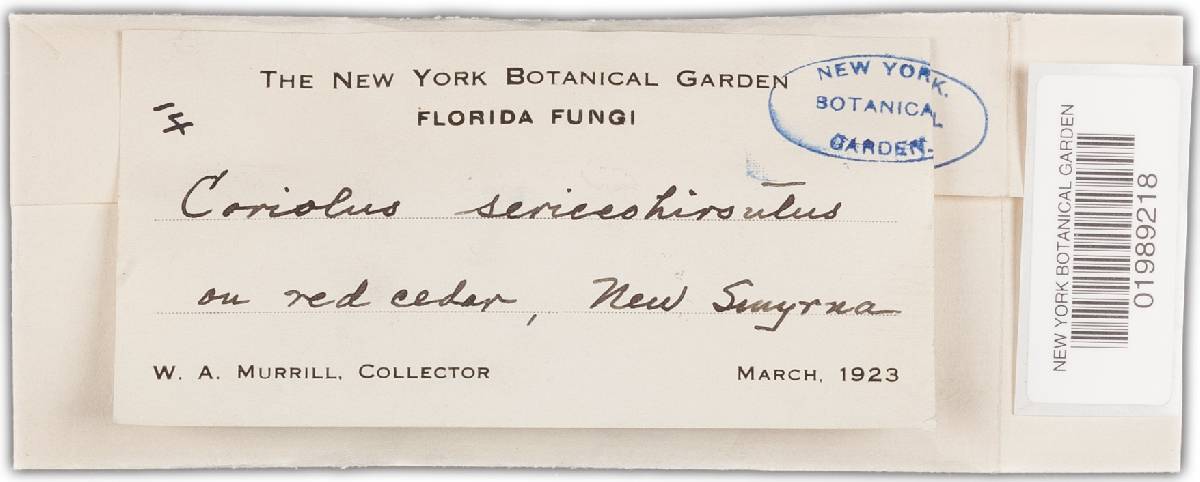 THE NEW YORK BOTANICAL GARDEN
FLORIDA FUNGI
NEW YORK.
BOTANICAL
GARDEN.
Coriolus sericeohirsutus
on red cedar, New Smyrna
W. A. MURRILL, COLLECTOR
MARCH, 1923
NEW YORK BOTANICAL GARDEN
01989218